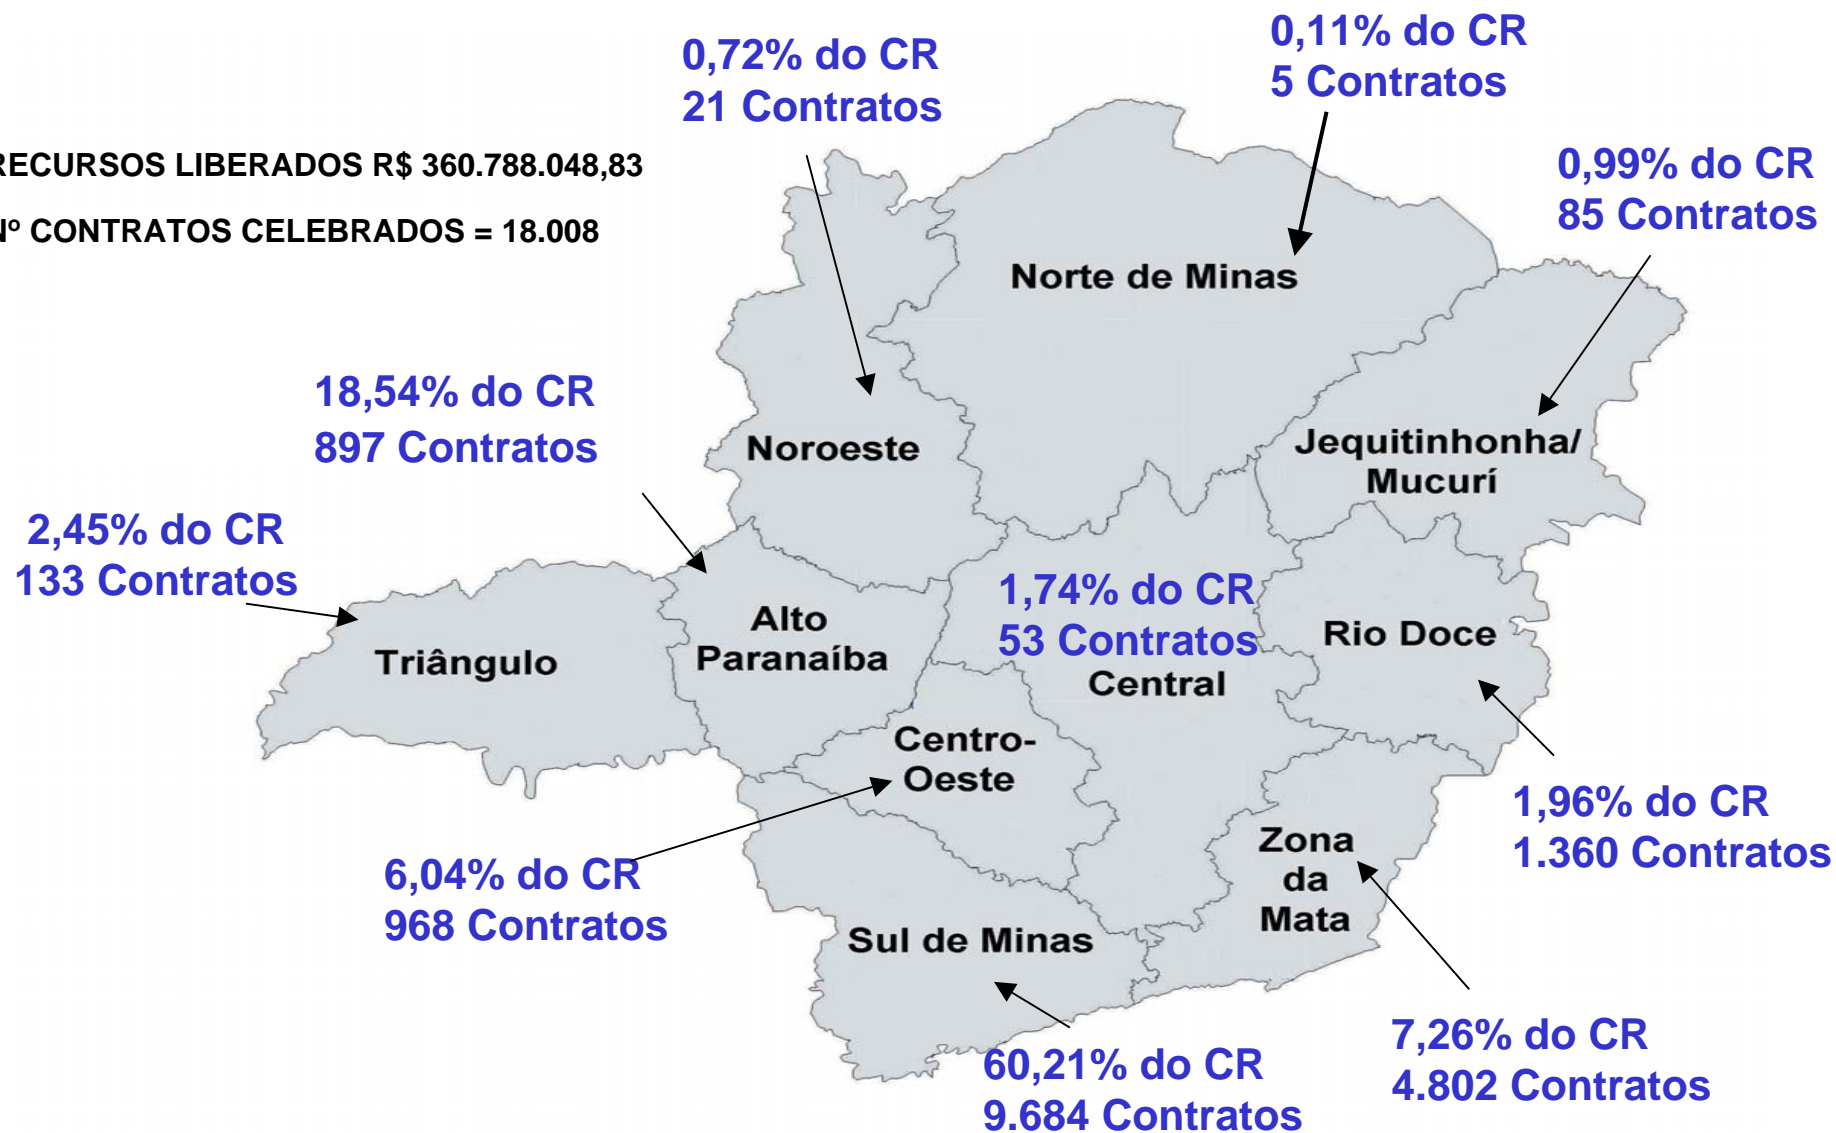 0,72% do CR
21 Contratos
0,11% do CR
5 Contratos
RECURSOS LIBERADOS R$ 360.788.048,83
Nº CONTRATOS CELEBRADOS = 18.008
0,99% do CR
85 Contratos
Norte de Minas
18,54% do CR
897 Contratos
Noroeste
Jequitinhonha/
Mucurí
2,45% do CR
133 Contratos
1,74% do CR
53 Contratos
Central
Alto
Paranaíba
Triângulo
Rio Doce
Centro-
Oeste
1,96% do CR
1.360 Contratos
Zona
da
Mata
6,04% do CR
968 Contratos
Sul de Minas
7,26% do CR
4.802 Contratos
60,21% do CR
9.684 Contratos